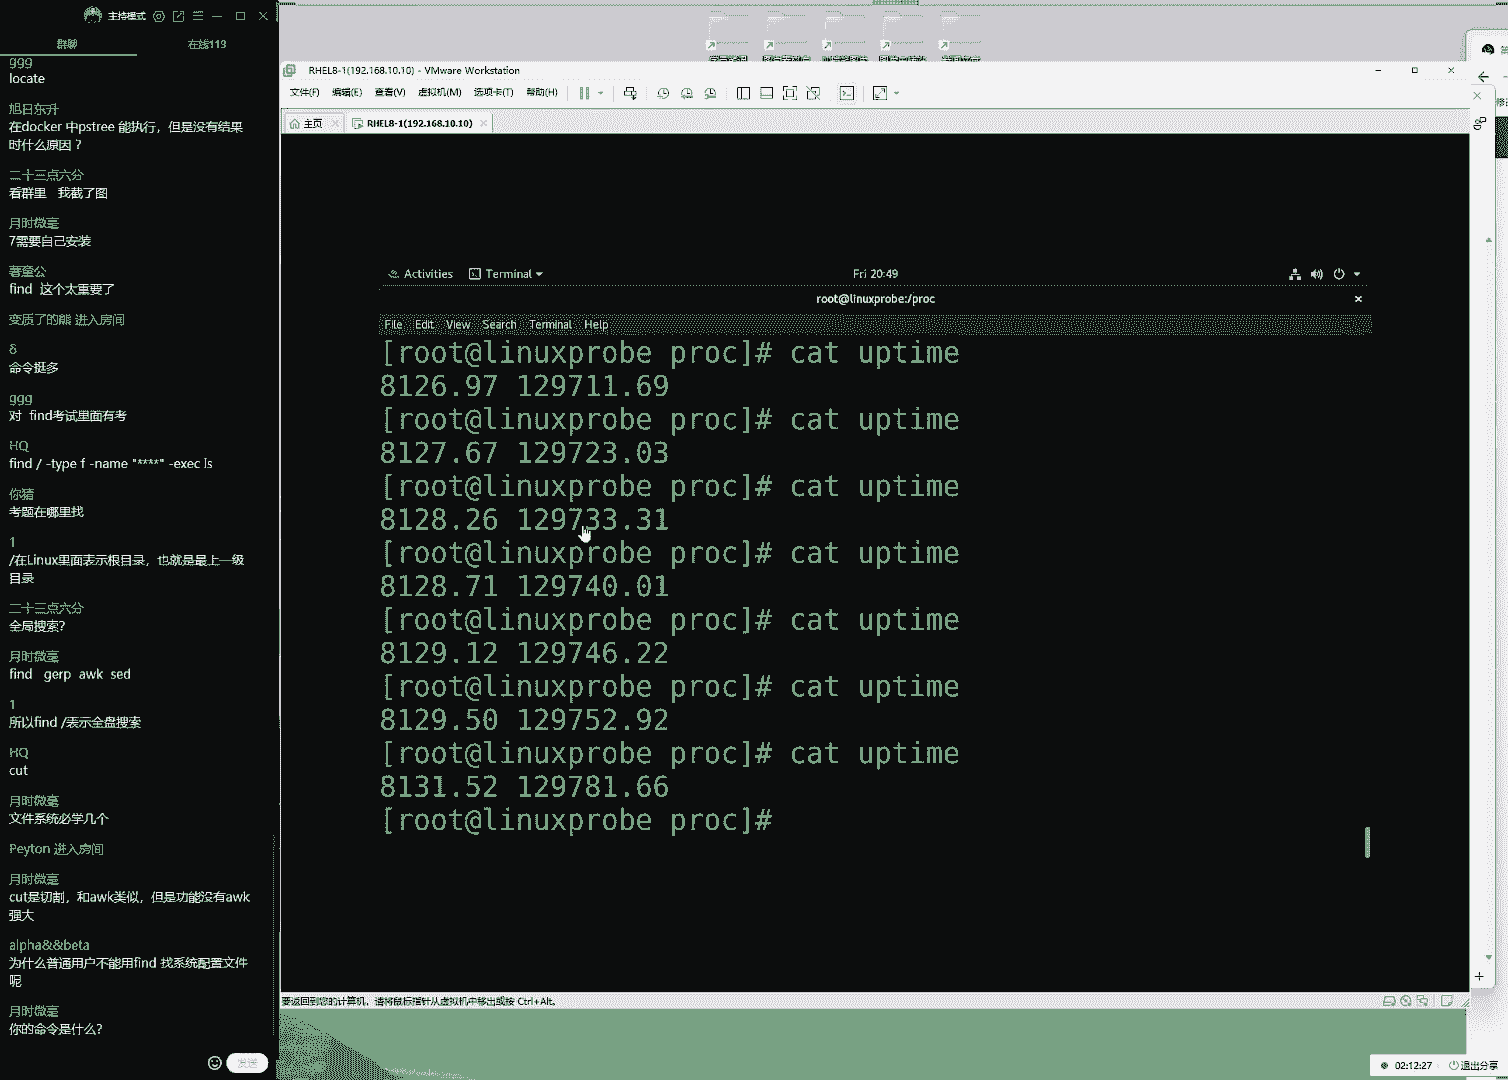 主持模式
群聊
在线113
ggg
locate
旭日东升
在docker 中pstree 能执行，但是没有结果
时什么原因？
二十三点六分
看群里 我截了图
月时微毫
7需要自己安装
find 这个太重要了
变质了的熊 进入房间
δ
命令挺多
ggg
对 find考试里面有考
HQ
find / -type f -name "****" -exec ls
你猜
考题在哪里找
1
/在Linux里面表示根目录，也就是最上一级
目录
二十三点六分
全局搜索?
月时微毫
find gerp awk sed
1
所以find /表示全盘搜索
HQ
cut
月时微毫
文件系统必学几个
Peyton 进入房间
月时微毫
cut是切割，和awk类似，但是功能没有awk
强大
alpha&&beta
为什么普通用户不能用find 找系统配置文件
呢
月时微毫
你的命令是什么?
发送
RHEL8-1(192.168.10.10) - VMware Workstation
文件(F) 编辑(E) 查看(V) 虚拟机(M) 选项卡(T) 帮助(H)
主页
RHEL8-1(192.168.10.10)
Activities Terminal Fri 20:49
root@linuxprobe:/proc
File Edit View Search Terminal Help
[root@linuxprobe proc]# cat uptime
8126.97 129711.69
[root@linuxprobe proc]# cat uptime
8127.67 129723.03
[root@linuxprobe proc]# cat uptime
8128.26 129733.31
[root@linuxprobe proc]# cat uptime
8128.71 129740.01
[root@linuxprobe proc]# cat uptime
8129.12 129746.22
[root@linuxprobe proc]# cat uptime
8129.50 129752.92
[root@linuxprobe proc]# cat uptime
8131.52 129781.66
[root@linuxprobe proc]#
要返回到您的计算机，请将鼠标指针从虚拟机中移出或按 Ctrl+Alt。
02:12:27 退出分享